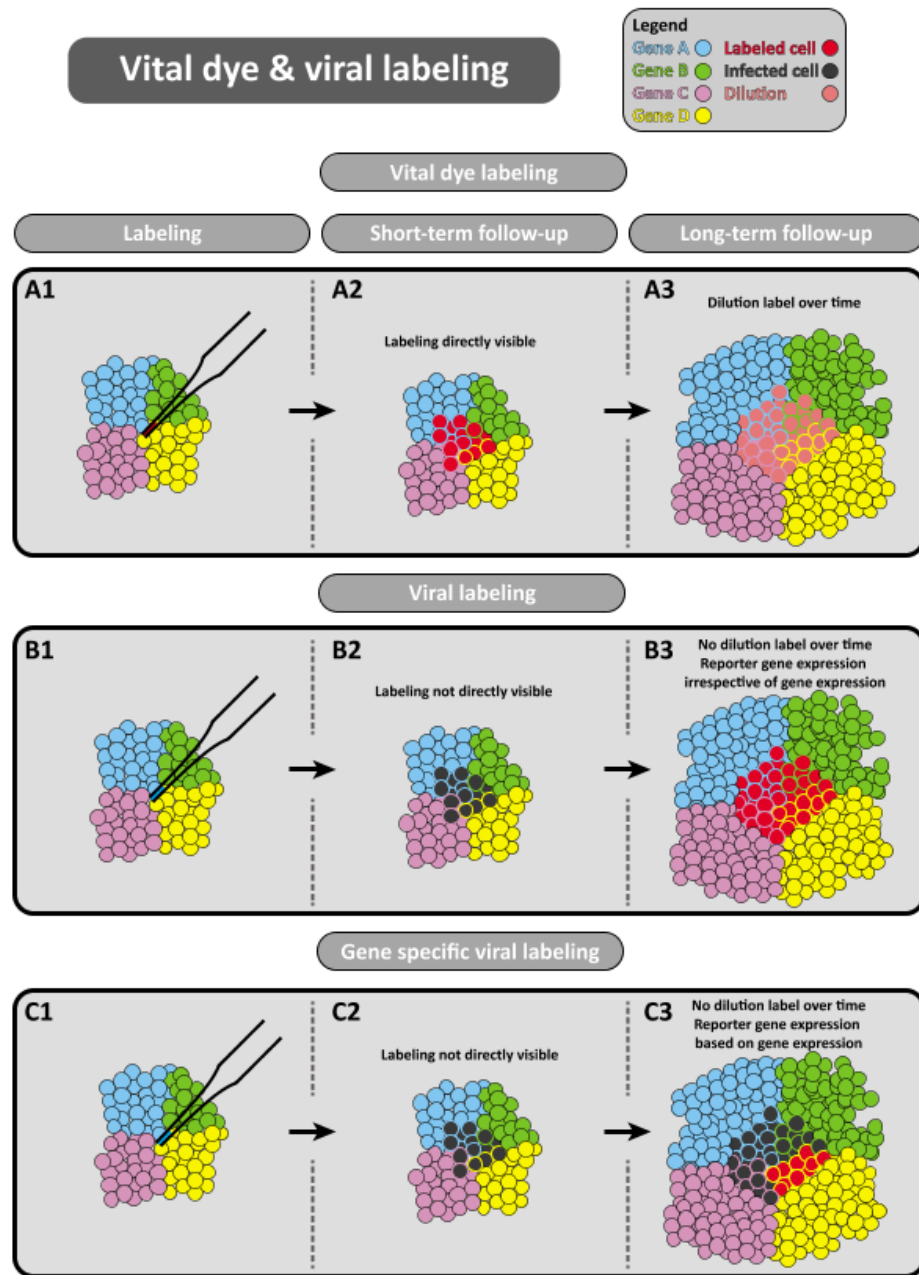 Vital dye & viral labeling
Legend
Gene A Labeled cell
Gene B Infected cell
Gene C Dilution
Gene D
Vital dye labeling
Labeling Short-term follow-up Long-term follow-up
A1 A2 A3
Dilution label over time
Labeling directly visible
Viral labeling
B1 B2 B3
No dilution label over time
Reporter gene expression
irrespective of gene expression
Labeling not directly visible
Gene specific viral labeling
C1 C2 C3
No dilution label over time
Reporter gene expression
based on gene expression
Labeling not directly visible